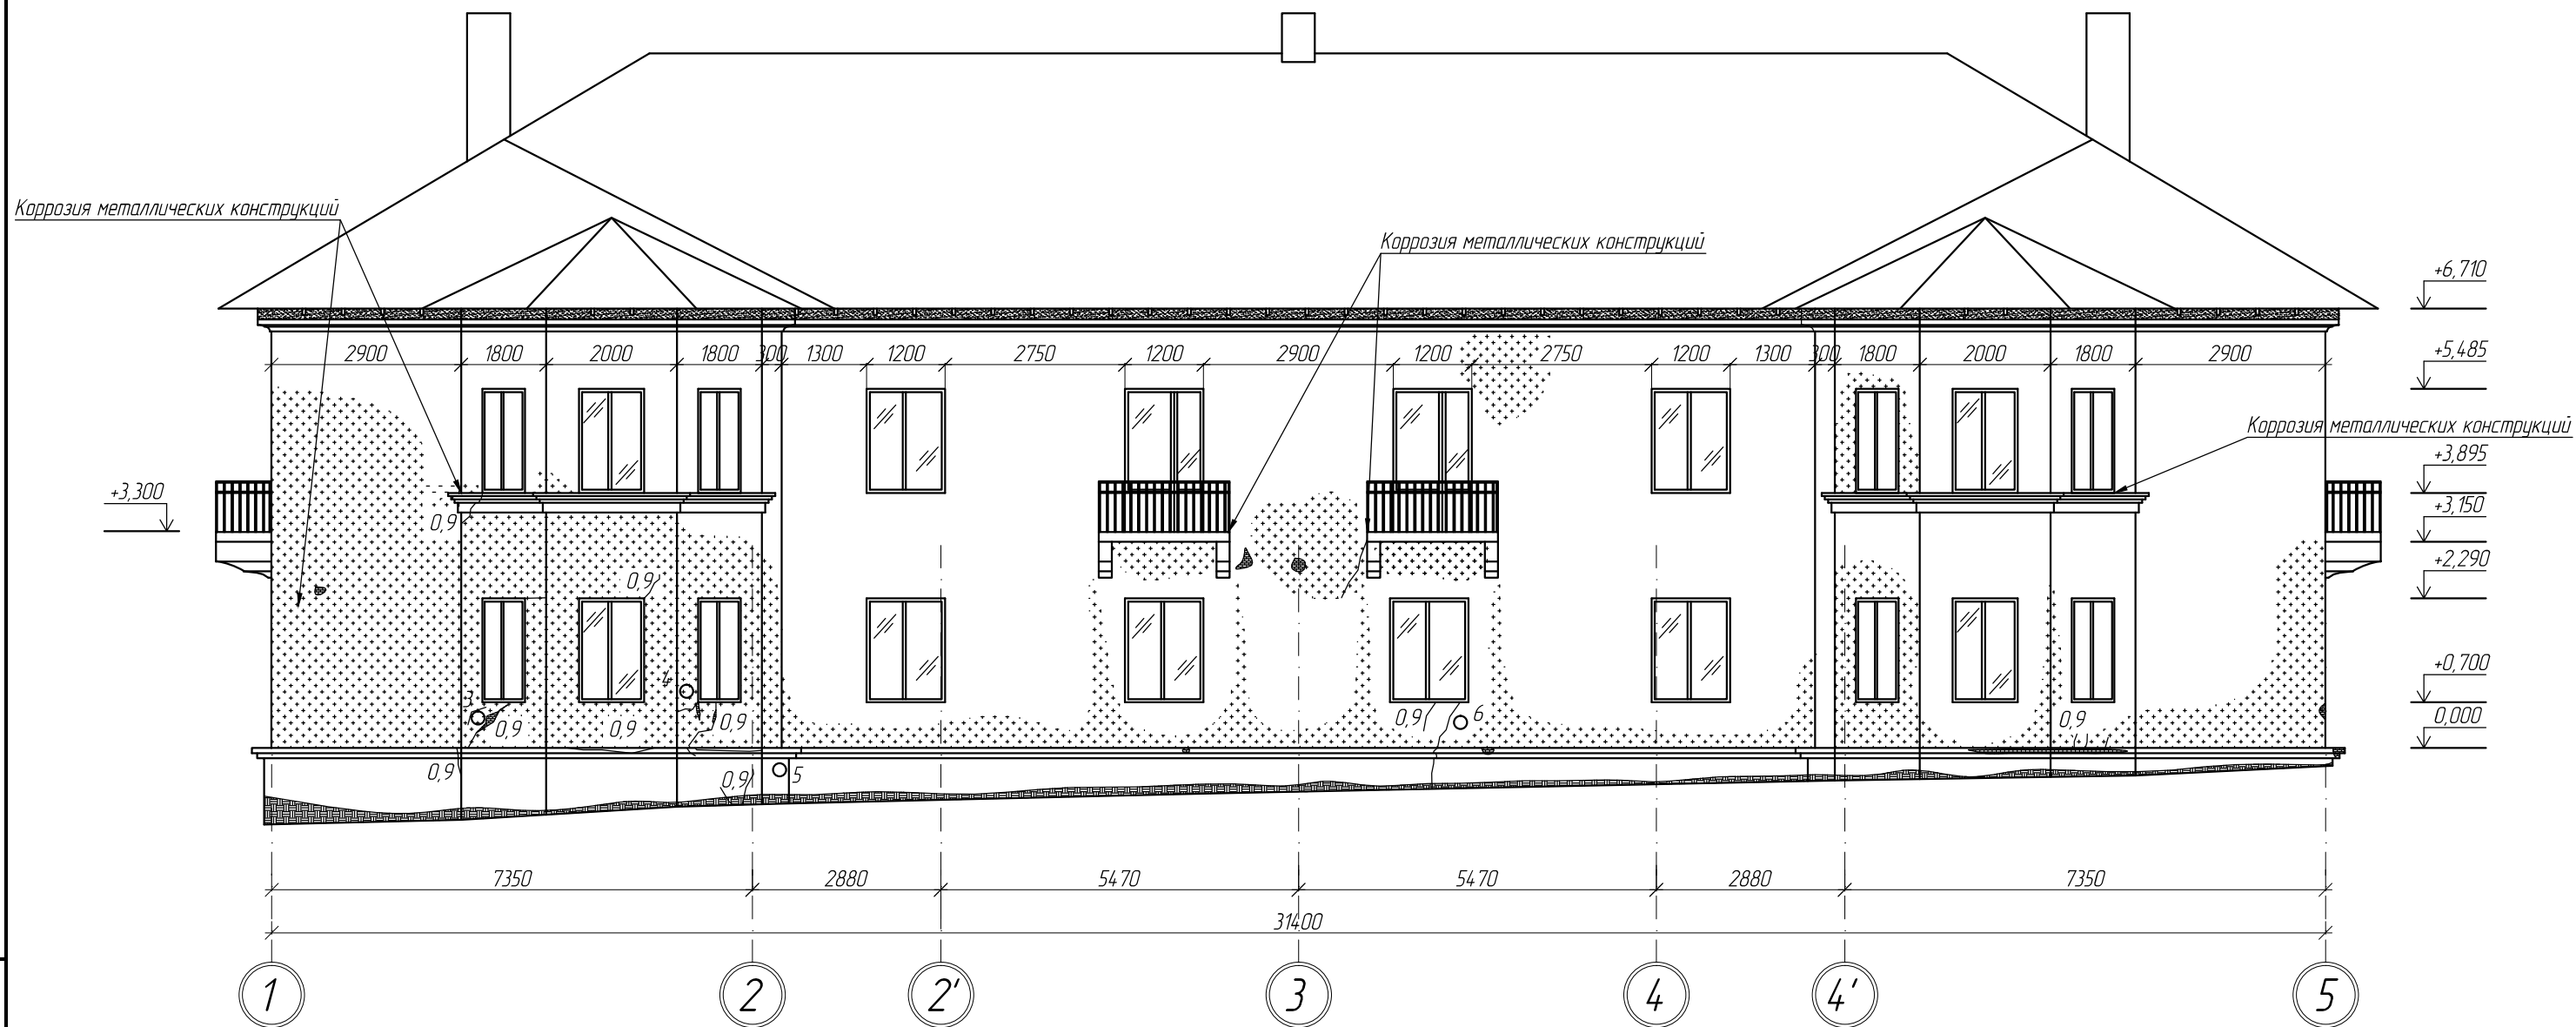 Коррозия металлических конструкций
Коррозия металлических конструкций
+6,710
2900 1800 2000 1800 300 1300 1200 2750 1200 2900 1200 2750 1200 1300 300 1800 2000 1800 2900
+5,485
Коррозия металлических конструкций
+3,895
+3,300
+3,150
0,9
+2,290
0,9
+0,700
3 4
0,9 0,9 0,9 0,9 6 0,9
0,000
0,9 0,9 5
7350 2880 5470 5470 2880 7350
31400
1 2 2' 3 4 4' 5